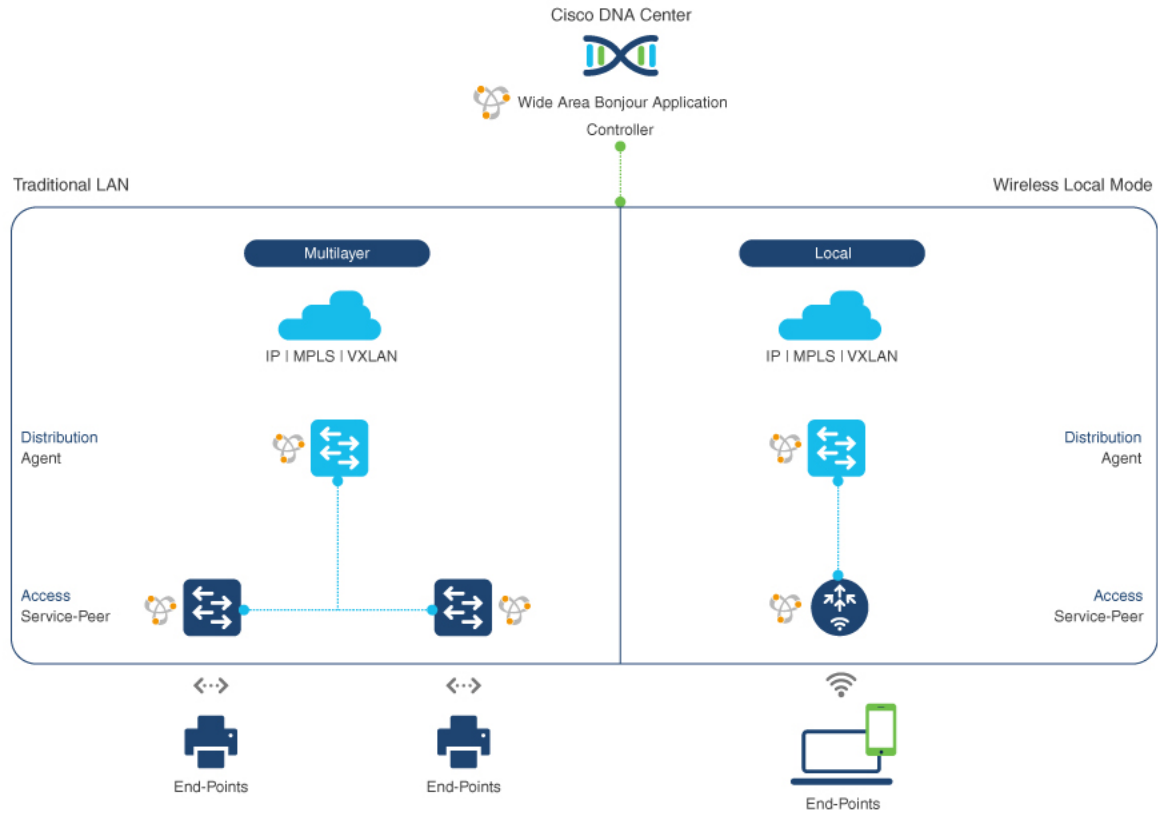 Cisco DNA Center
Wide Area Bonjour Application
Controller
Traditional LAN
Wireless Local Mode
Multilayer
Local
IP | MPLS | VXLAN
IP | MPLS | VXLAN
Distribution
Agent
Distribution
Agent
Access
Service-Peer
Access
Service-Peer
End-Points
End-Points
End-Points